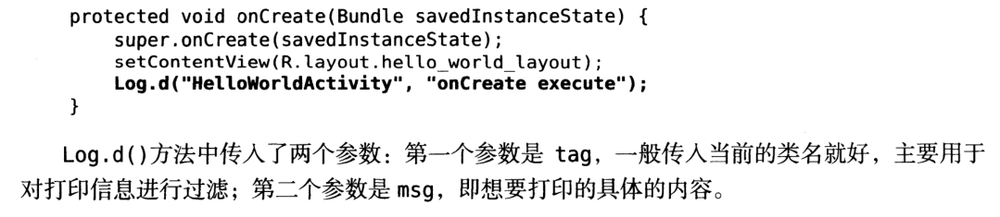 protected void onCreate(Bundle savedInstanceState) {
    super.onCreate(savedInstanceState);
    setContentView(R.layout.hello_world_layout);
    Log.d("HelloWorldActivity", "onCreate execute");
}
Log.d()方法中传入了两个参数：第一个参数是 tag，一般传入当前的类名就好，主要用于
对打印信息进行过滤；第二个参数是 msg，即想要打印的具体的内容。